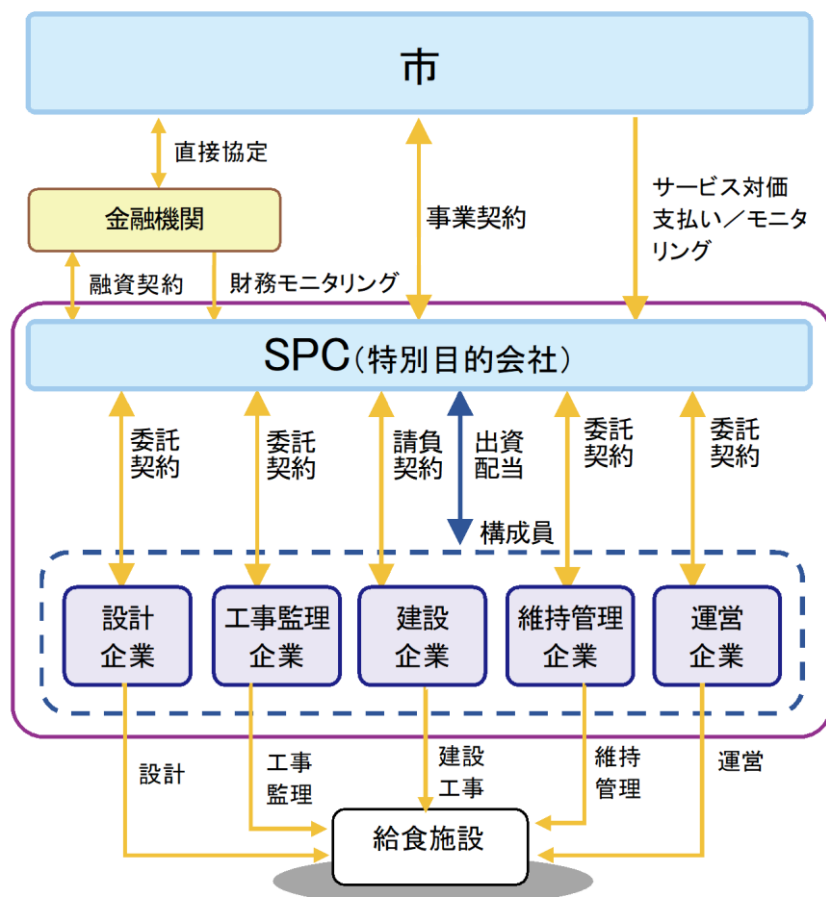 市
直接協定
金融機関
事業契約
サービス対価
支払い／モニタ
リング
融資契約
財務モニタリング
SPC（特別目的会社）
委託
契約
委託
契約
請負
契約
出資
配当
委託
契約
委託
契約
構成員
設計
企業
工事監理
企業
建設
企業
維持管理
企業
運営
企業
設計
工事
監理
建設
工事
維持
管理
運営
給食施設